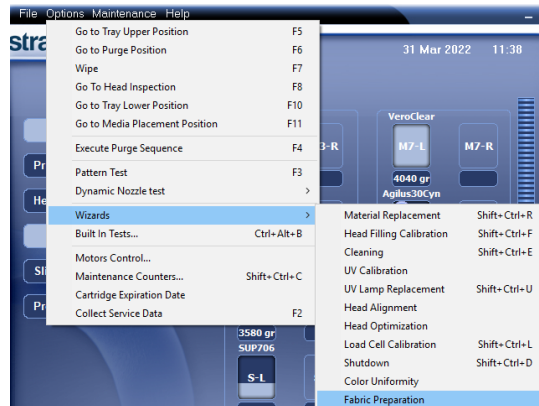 File Options Maintenance Help
stra
31 Mar 2022 11:38
Go to Tray Upper Position F5
Go to Purge Position F6
Wipe F7
Go To Head Inspection F8
Go to Tray Lower Position F10
Go to Media Placement Position F11
Execute Purge Sequence F4
Pattern Test F3
Dynamic Nozzle test >
Wizards >
Built In Tests... Ctrl+Alt+B
Motors Control...
Maintenance Counters... Shift+Ctrl+C
Cartridge Expiration Date
Collect Service Data F2
Pr
He
Sli
Pr
VeroClear
3-R M7-L M7-R
4040 gr
Agilus30Cyn
Material Replacement Shift+Ctrl+R
Head Filling Calibration Shift+Ctrl+F
Cleaning Shift+Ctrl+E
UV Calibration
UV Lamp Replacement Shift+Ctrl+U
Head Alignment
Head Optimization
Load Cell Calibration Shift+Ctrl+L
Shutdown Shift+Ctrl+D
Color Uniformity
Fabric Preparation
3580 gr
SUP706
S-L